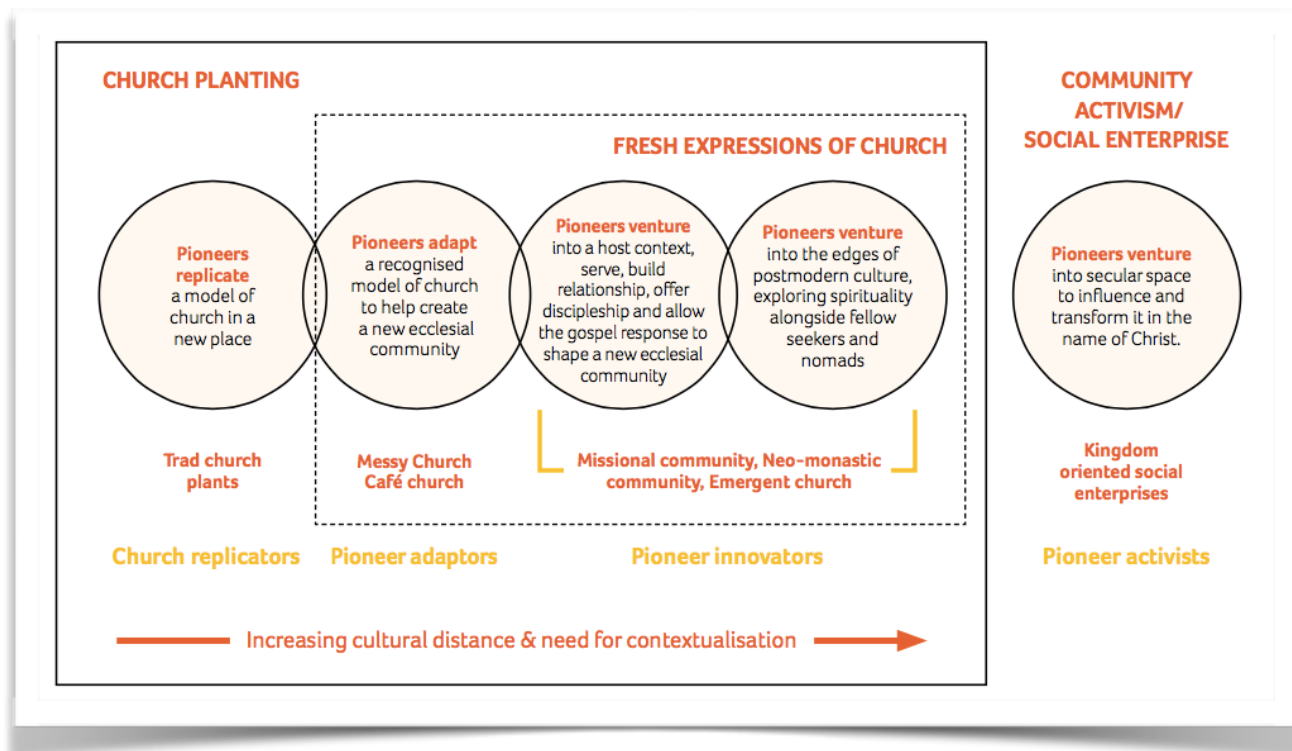 CHURCH PLANTING
COMMUNITY
ACTIVISM/
SOCIAL ENTERPRISE
FRESH EXPRESSIONS OF CHURCH
Pioneers
replicate
a model of
church in a
new place
Pioneers adapt
a recognised
model of church
to help create
a new ecclesial
community
Pioneers venture
into a host context,
serve, build
relationship, offer
discipleship and allow
the gospel response to
shape a new ecclesial
community
Pioneers venture
into the edges of
postmodern culture,
exploring spirituality
alongside fellow
seekers and
nomads
Pioneers venture
into secular space
to influence and
transform it in the
name of Christ.
Trad church
plants
Messy Church
Café church
Missional community, Neo-monastic
community, Emergent church
Kingdom
oriented social
enterprises
Church replicators
Pioneer adaptors
Pioneer innovators
Pioneer activists
Increasing cultural distance & need for contextualisation